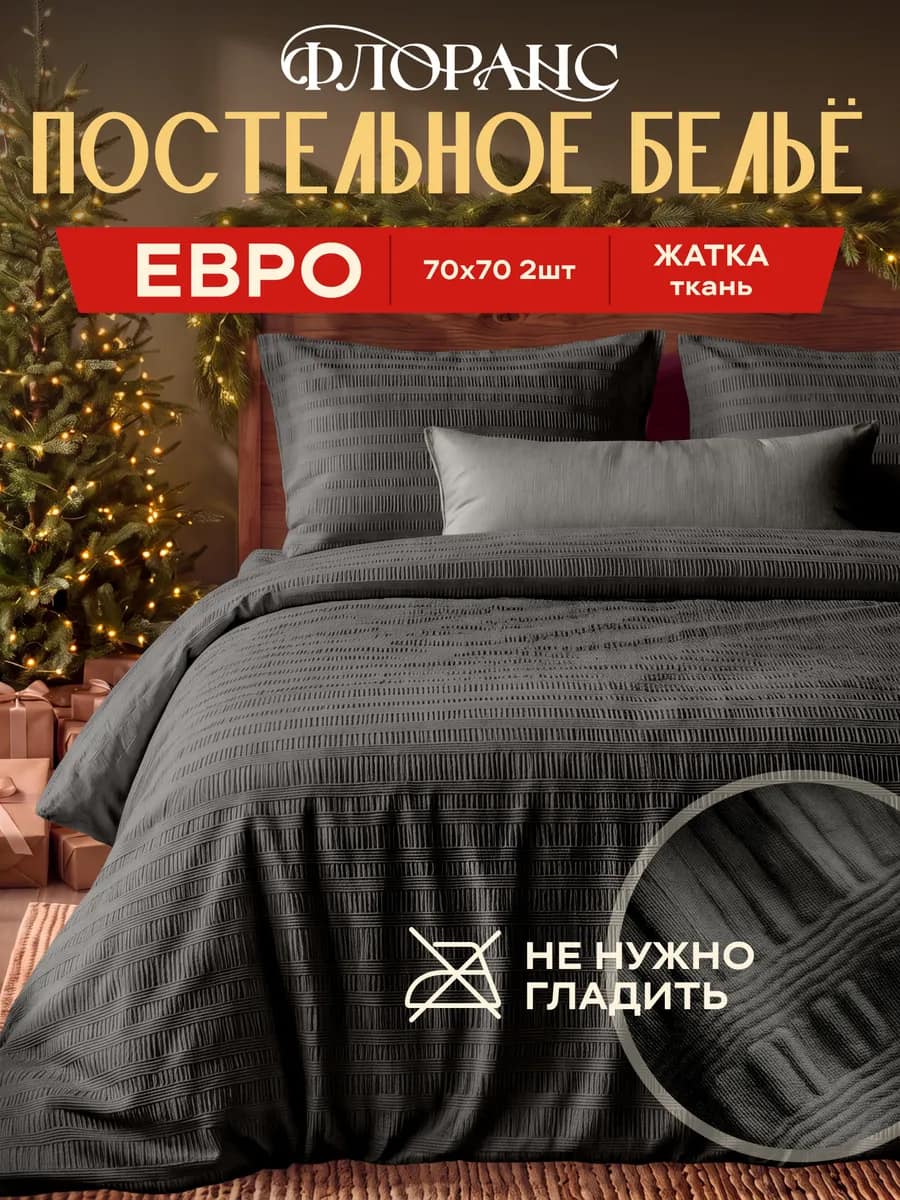 ФЛОРАНС
ПОСТЕЛЬНОЕ БЕЛЬЁ
ЕВРО
70х70 2шт
ЖАТКА
ткань
НЕ НУЖНО
ГЛАДИТЬ